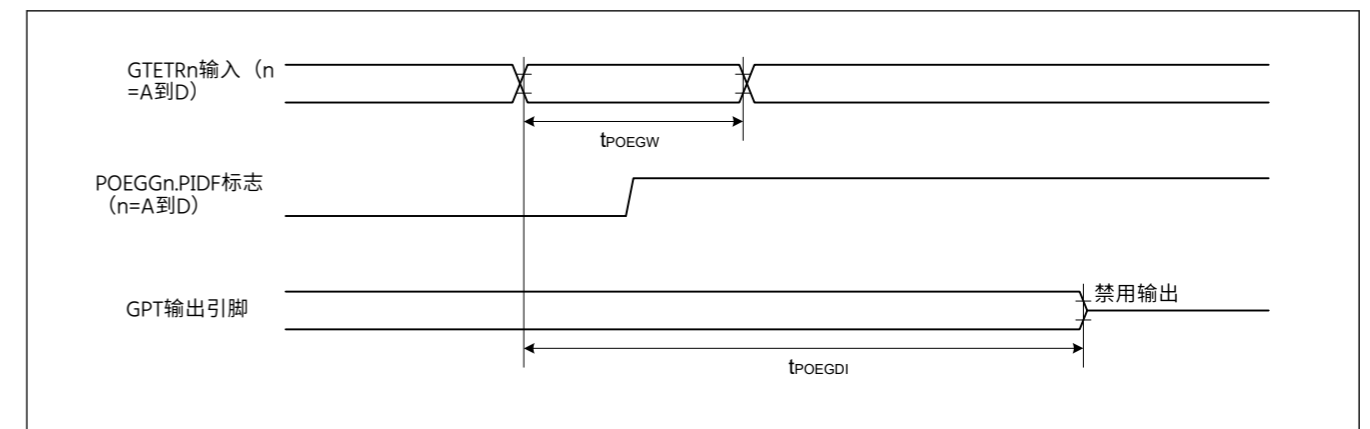 GTETRn输入（n
=A到D）
tPOEGW
POEGGn.PIDF标志
（n=A到D）
GPT输出引脚
禁用输出
tPOEGDI